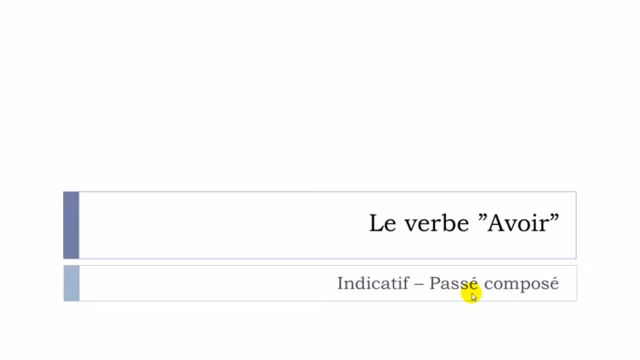 Le verbe ”Avoir”
Indicatif – Passé composé